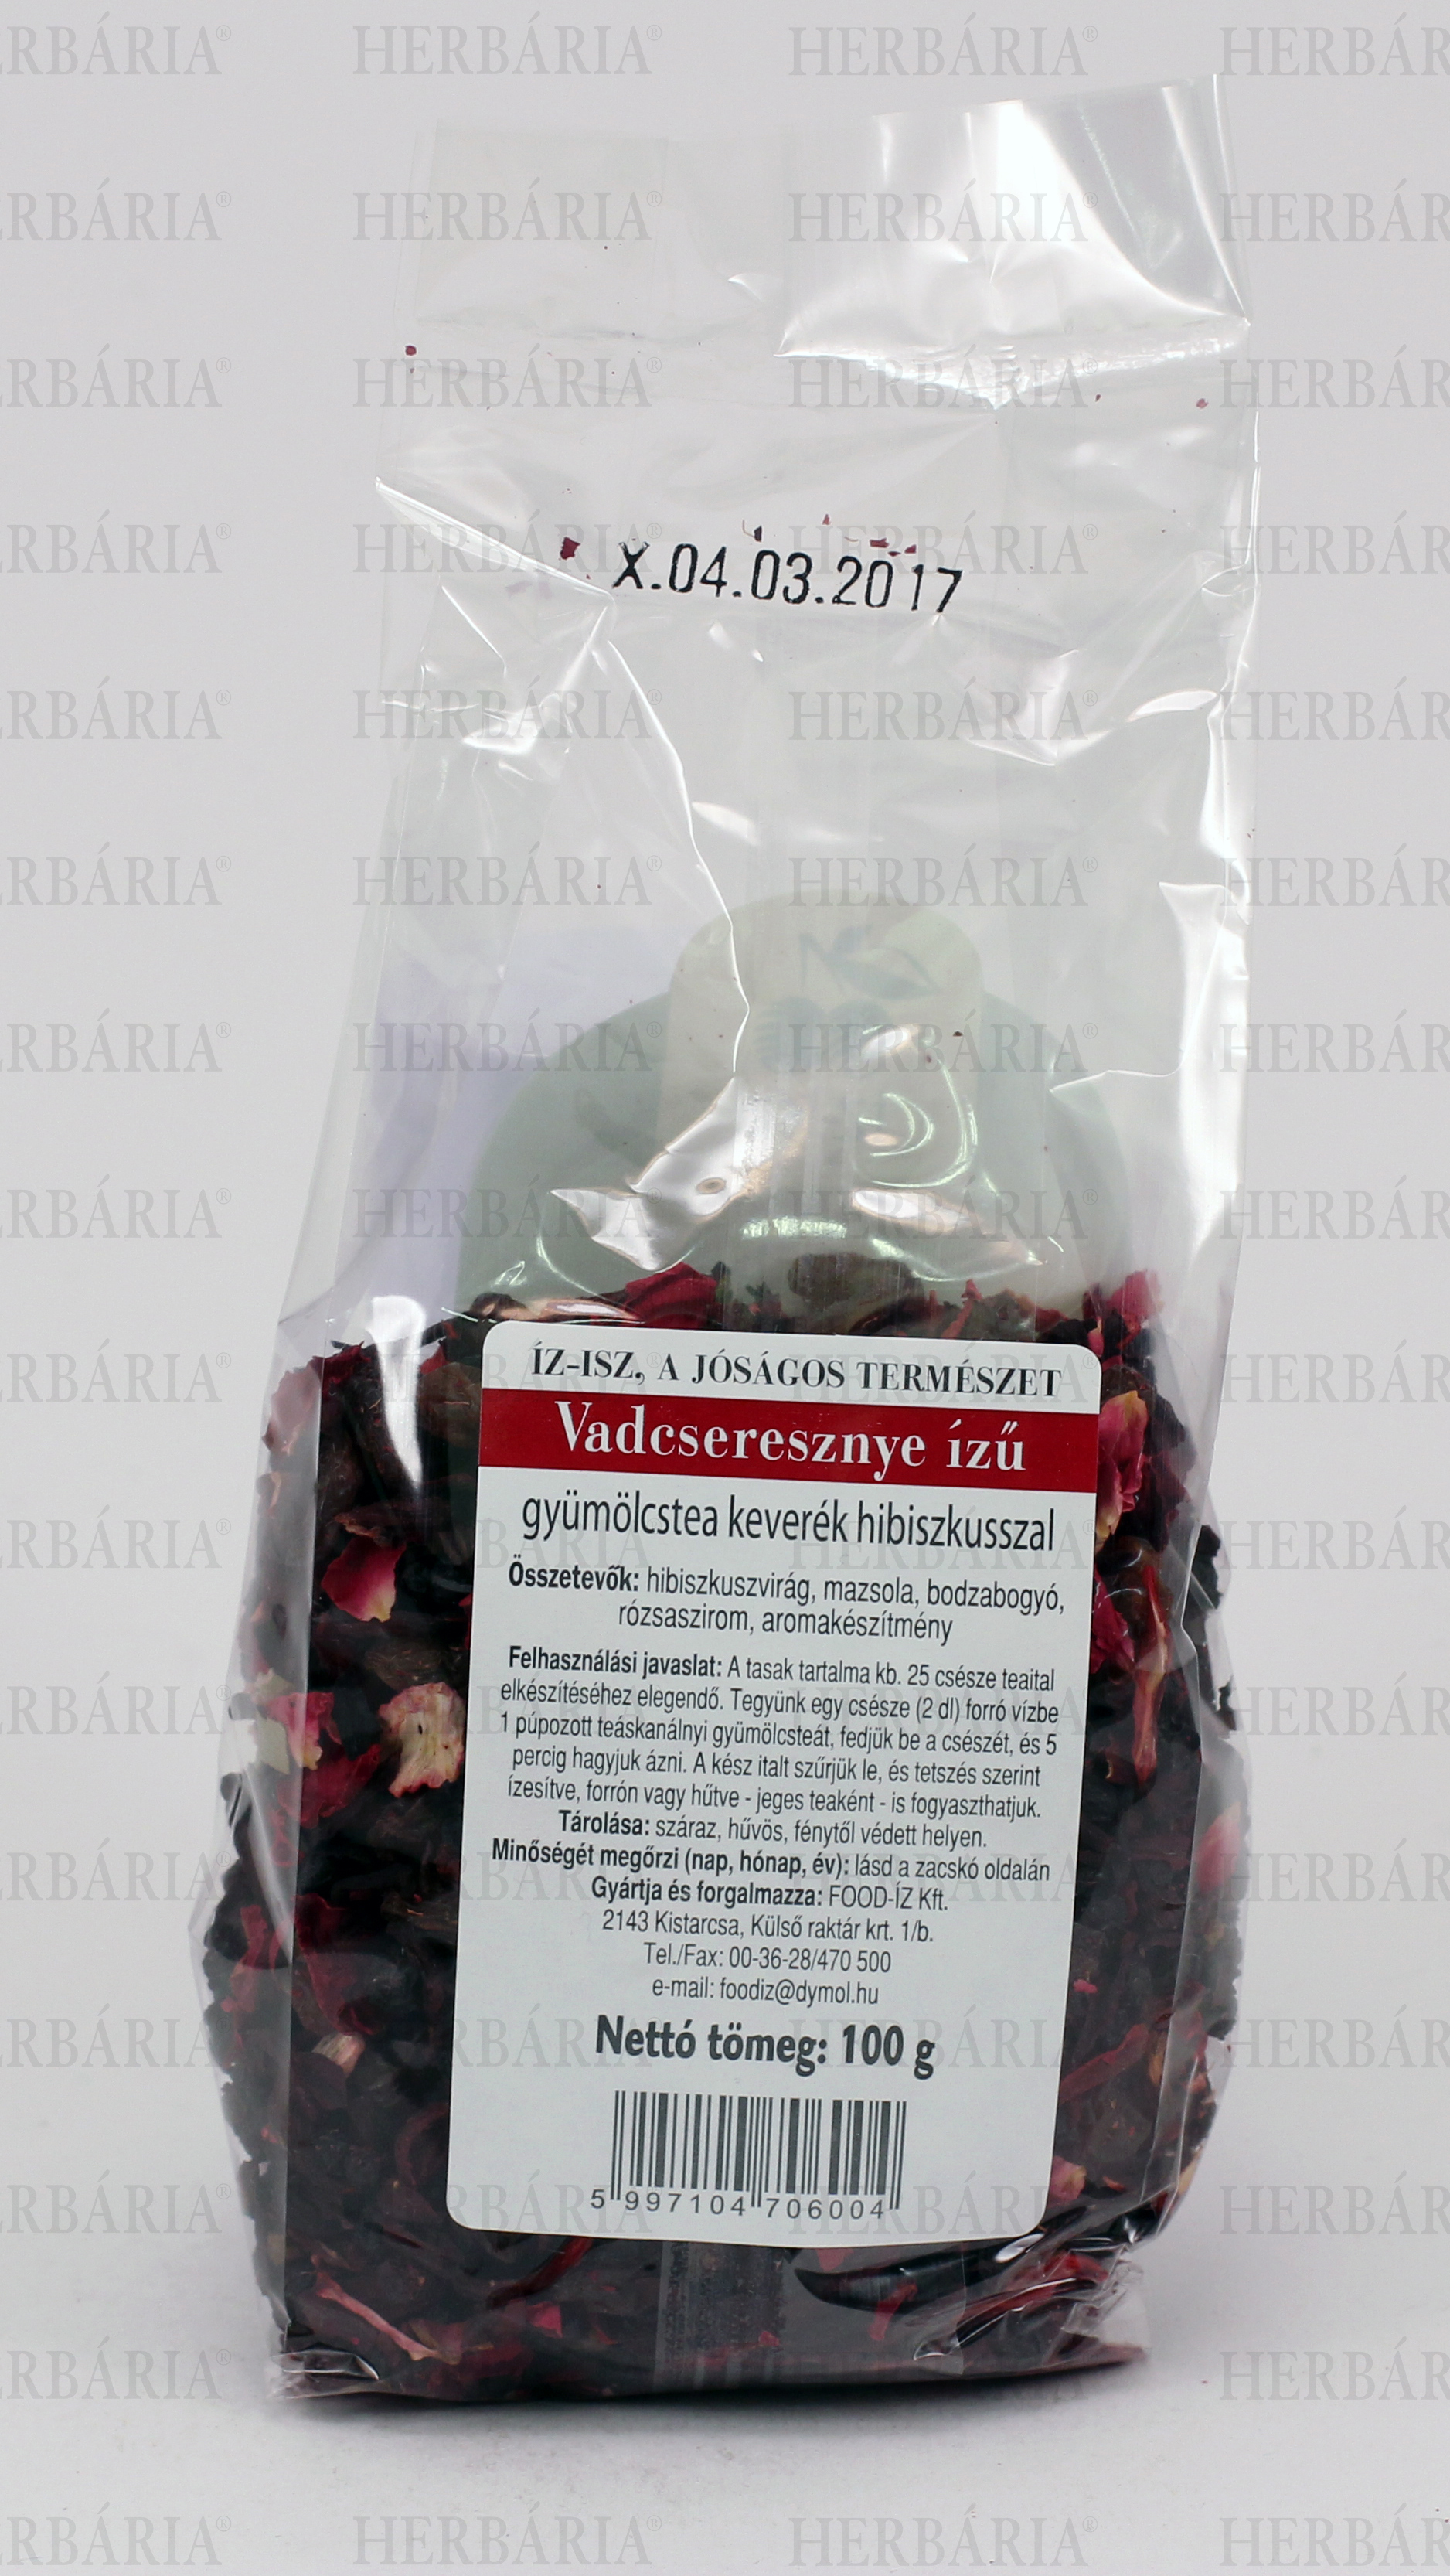 HERBÁRIA®
X.04.03.2017
ÍZ-ISZ, A JÓSÁGOS TERMÉSZET
Vadcseresznye ízű
gyümölcstea keverék hibiszkusszal
Összetevők: hibiszkuszvirág, mazsola, bodzabogyó,
rózsaszirom, aromakészítmény
Felhasználási javaslat: A tasak tartalma kb. 25 csésze teaital
elkészítéséhez elegendő. Tegyünk egy csésze (2 dl) forró vízbe
1 púpozott teáskanálnyi gyümölcsteát, fedjük be a csészét, és 5
percig hagyjuk ázni. A kész italt szűrjük le, és tetszés szerint
ízesítve, forrón vagy hűtve - jeges teaként - is fogyaszthatjuk.
Tárolása: száraz, hűvös, fénytől védett helyen.
Minőségét megőrzi (nap, hónap, év): lásd a zacskó oldalán
Gyártja és forgalmazza: FOOD-ÍZ Kft.
2143 Kistarcsa, Külső raktár krt. 1/b.
Tel./Fax: 00-36-28/470 500
e-mail: foodiz@dymol.hu
Nettó tömeg: 100 g
5 997104 706004